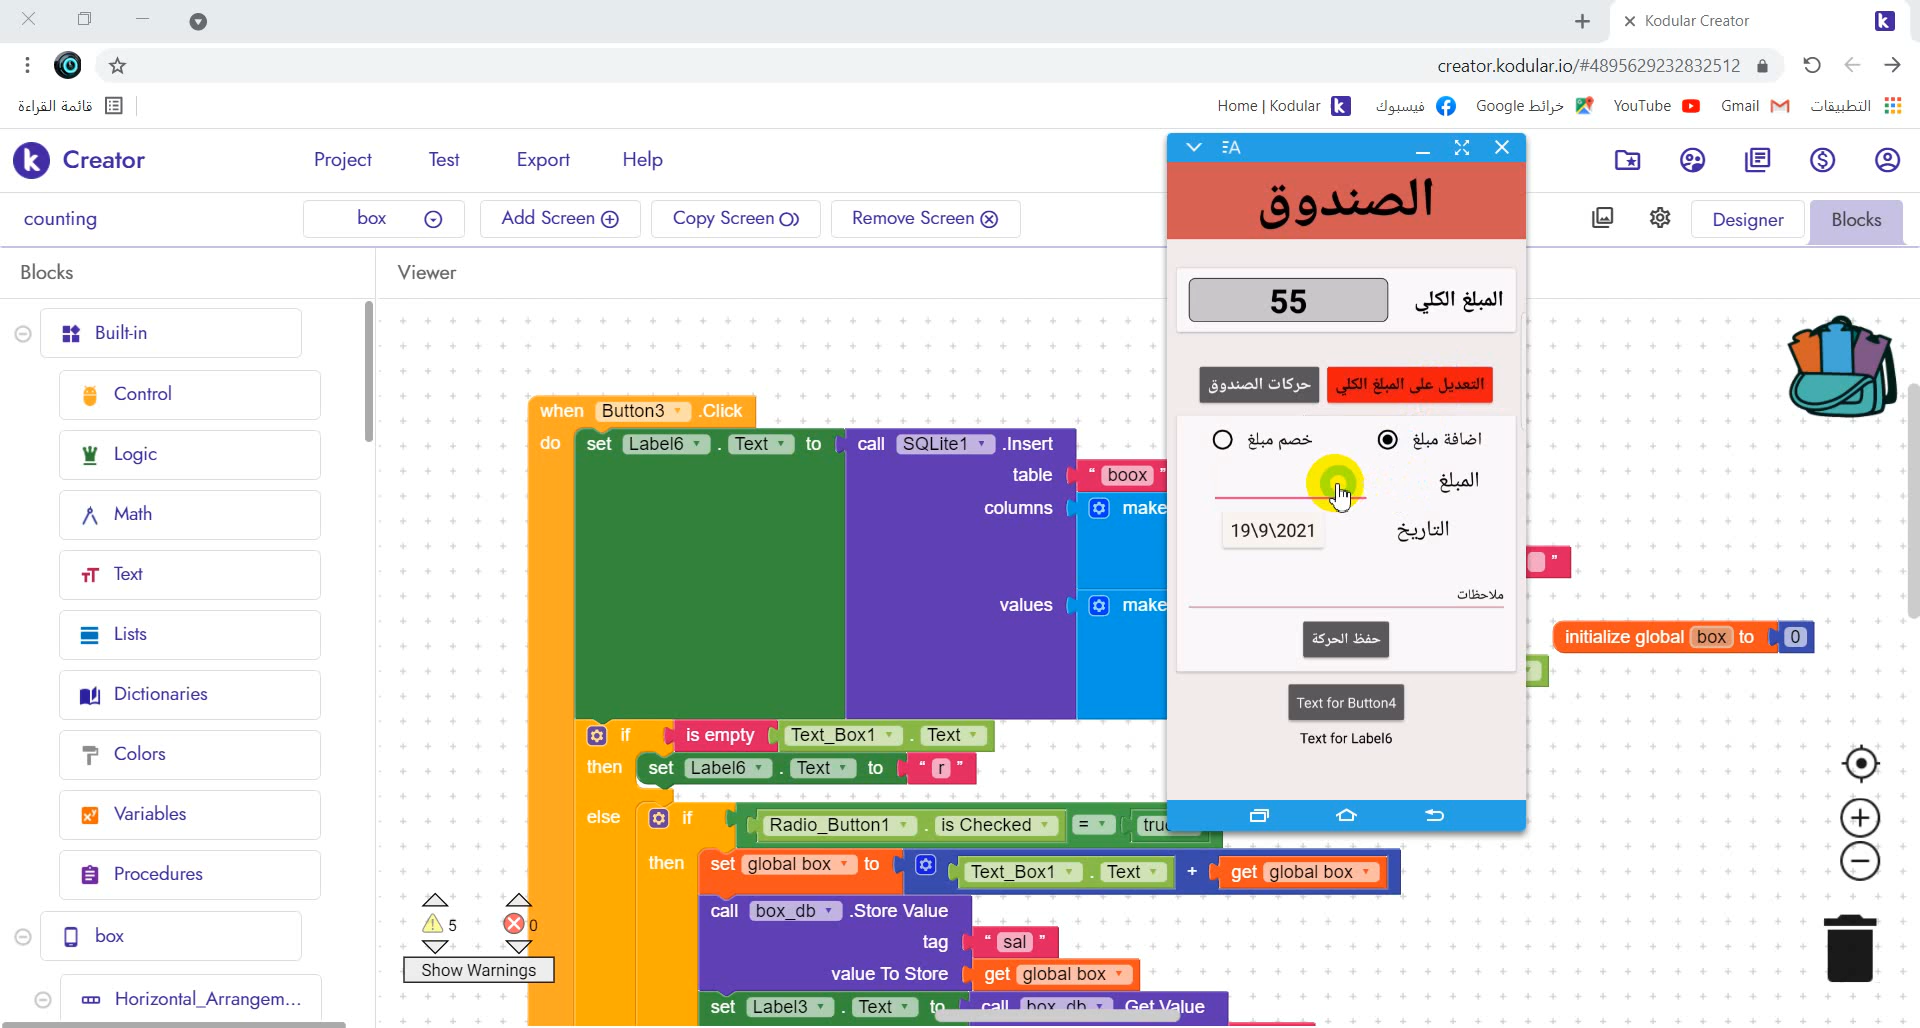 Kodular Creator
creator.kodular.io/#4895629232832512
قائمة القراءة
Home | Kodular
فيسبوك
خرائط Google
YouTube
Gmail
التطبيقات
Creator
Project
Test
Export
Help
counting
box
Add Screen
Copy Screen
Remove Screen
Designer
Blocks
Blocks
Viewer
Built-in
Control
Logic
Math
Text
Lists
Dictionaries
Colors
Variables
Procedures
box
Horizontal_Arrangem...
when Button3 .Click
do set Label6 . Text to call SQLite1 .Insert
table " boox "
columns make
values make
if is empty Text_Box1 . Text
then set Label6 . Text to " r "
else if Radio_Button1 . is Checked =
then set global box to Text_Box1 . Text + get global box
call box_db .Store Value
tag " sal "
value To Store get global box
set Label3 . Text to call box_db . Get Value
5
0
Show Warnings
initialize global box to 0
الصندوق
المبلغ الكلي
55
التعديل على المبلغ الكلي
حركات الصندوق
اضافة مبلغ
خصم مبلغ
المبلغ
التاريخ
19\9\2021
ملاحظات
حفظ الحركة
Text for Button4
Text for Label6